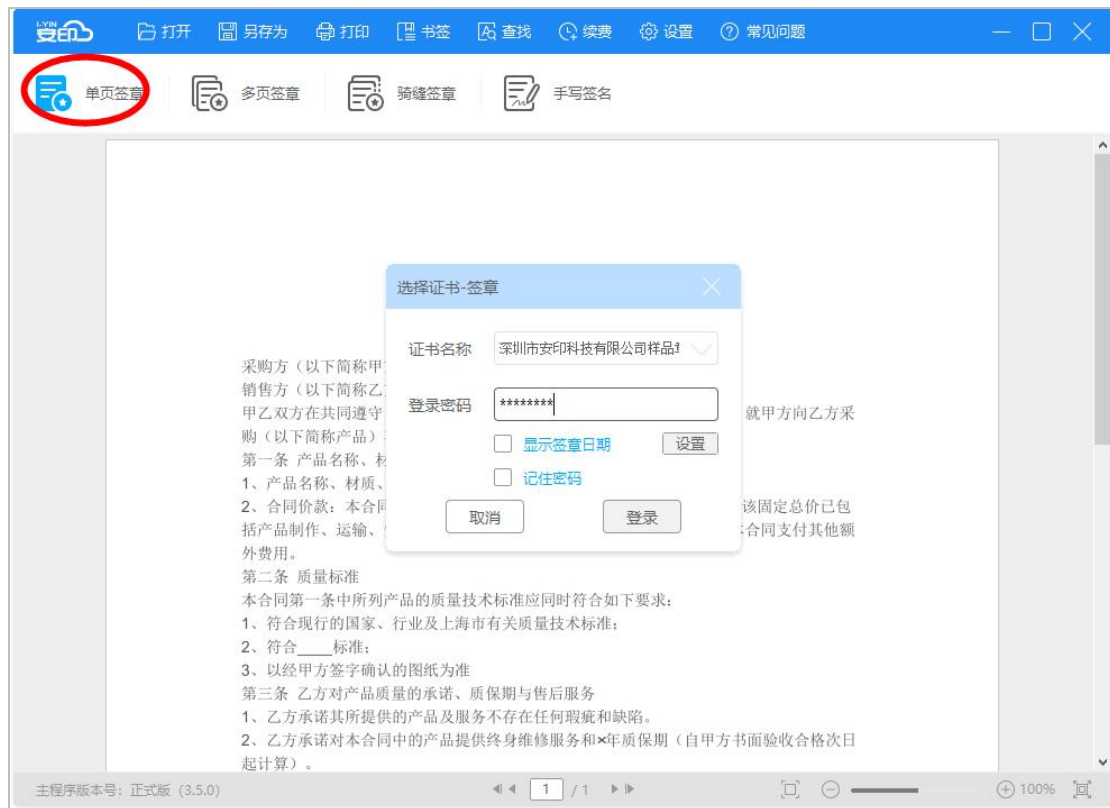 i-YIN
安印 打开 另存为 打印 书签 查找 续费 设置 常见问题
单页签章 多页签章 骑缝签章 手写签名
选择证书-签章
证书名称 深圳市安印科技有限公司样品
登录密码 ********
显示签章日期 设置
记住密码
取消 登录
采购方（以下简称甲
销售方（以下简称乙
甲乙双方在共同遵守 就甲方向乙方采
购（以下简称产品）
第一条 产品名称、材
1、产品名称、材质、
2、合同价款：本合同 该固定总价已包
括产品制作、运输、 合同支付其他额
外费用。
第二条 质量标准
本合同第一条中所列产品的质量技术标准应同时符合如下要求：
1、符合现行的国家、行业及上海市有关质量技术标准；
2、符合____标准；
3、以经甲方签字确认的图纸为准
第三条 乙方对产品质量的承诺、质保期与售后服务
1、乙方承诺其所提供的产品及服务不存在任何瑕疵和缺陷。
2、乙方承诺对本合同中的产品提供终身维修服务和×年质保期（自甲方书面验收合格次日
起计算）。
主程序版本号：正式版（3.5.0） 1 / 1 100%